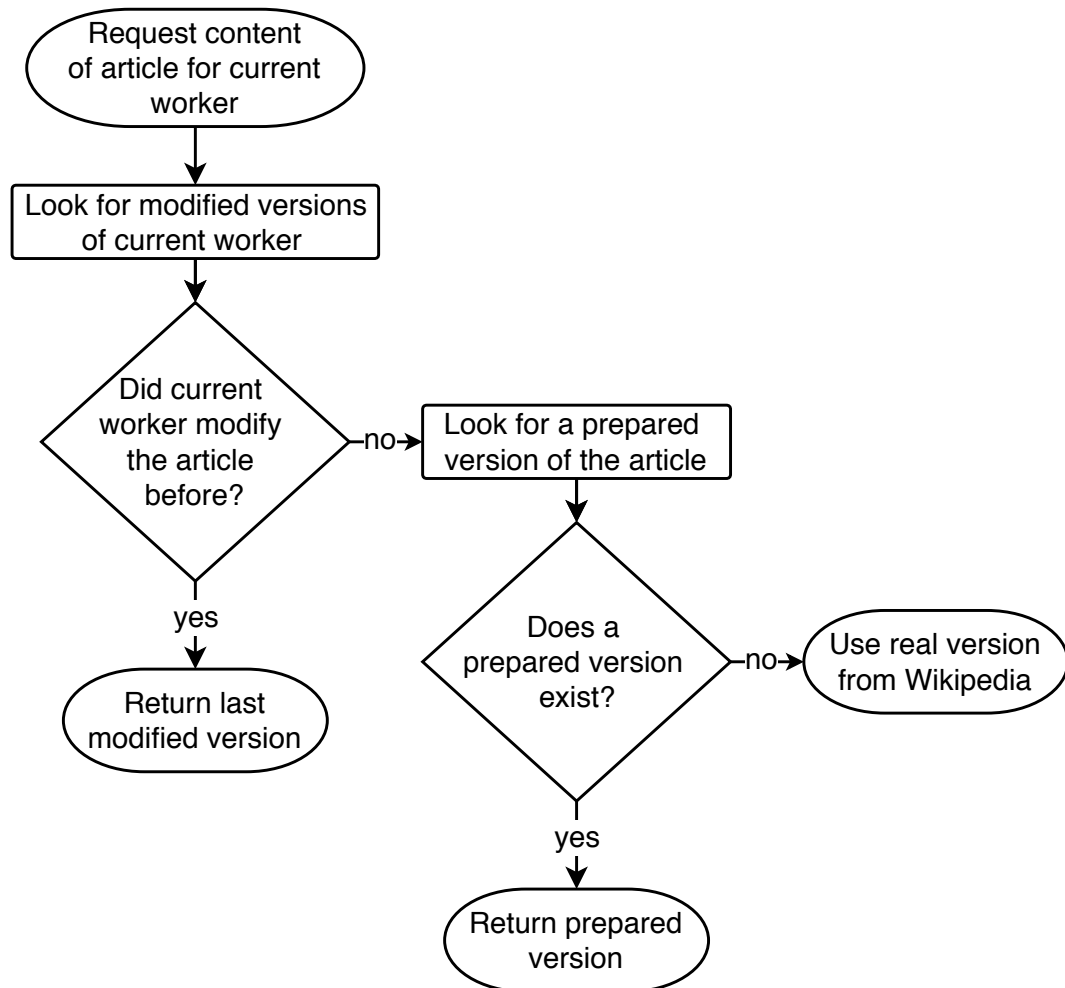 Request content
of article for current
worker
Look for modified versions
of current worker
Did current
worker modify
the article
before?
no
Look for a prepared
version of the article
yes
Return last
modified version
Does a
prepared version
exist?
no
Use real version
from Wikipedia
yes
Return prepared
version